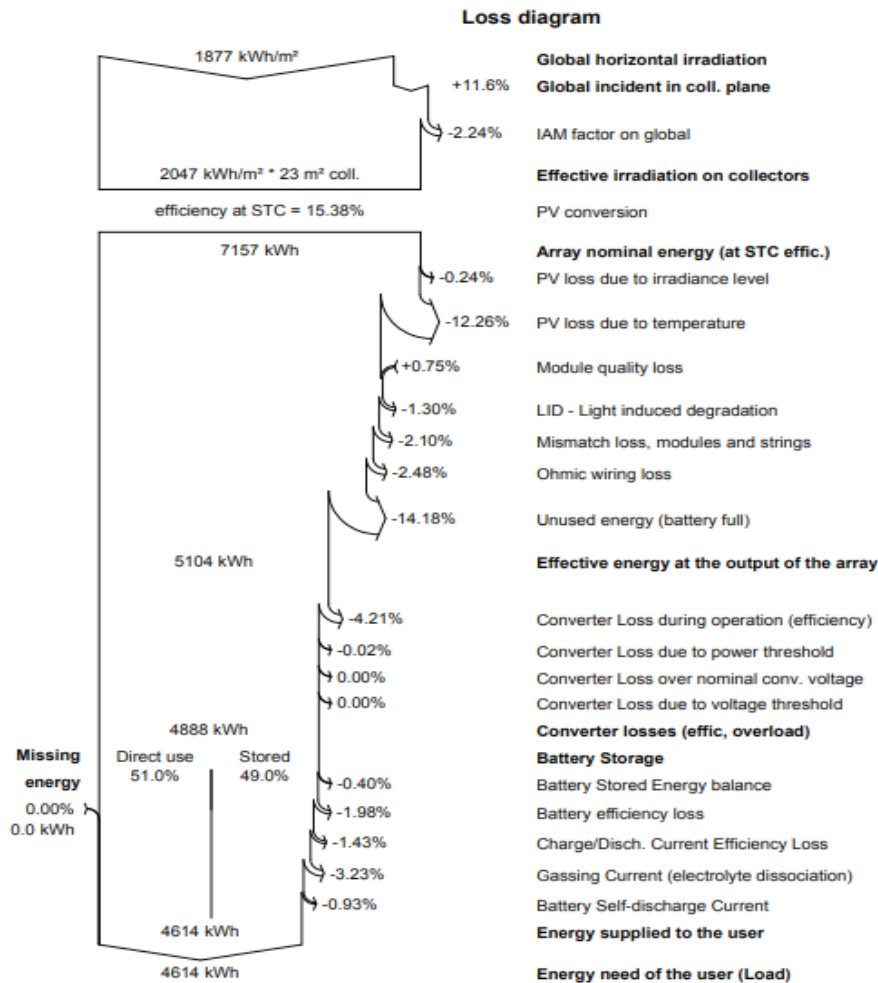 Loss diagram
1877 kWh/m² Global horizontal irradiation
+11.6% Global incident in coll. plane
-2.24% IAM factor on global
2047 kWh/m² * 23 m² coll. Effective irradiation on collectors
efficiency at STC = 15.38% PV conversion
7157 kWh Array nominal energy (at STC effic.)
-0.24% PV loss due to irradiance level
-12.26% PV loss due to temperature
+0.75% Module quality loss
-1.30% LID - Light induced degradation
-2.10% Mismatch loss, modules and strings
-2.48% Ohmic wiring loss
-14.18% Unused energy (battery full)
5104 kWh Effective energy at the output of the array
-4.21% Converter Loss during operation (efficiency)
-0.02% Converter Loss due to power threshold
0.00% Converter Loss over nominal conv. voltage
0.00% Converter Loss due to voltage threshold
4888 kWh Converter losses (effic, overload)
Missing Direct use Stored Battery Storage
energy 51.0% 49.0% -0.40% Battery Stored Energy balance
0.00% -1.98% Battery efficiency loss
0.0 kWh -1.43% Charge/Disch. Current Efficiency Loss
-3.23% Gassing Current (electrolyte dissociation)
-0.93% Battery Self-discharge Current
4614 kWh Energy supplied to the user
4614 kWh Energy need of the user (Load)